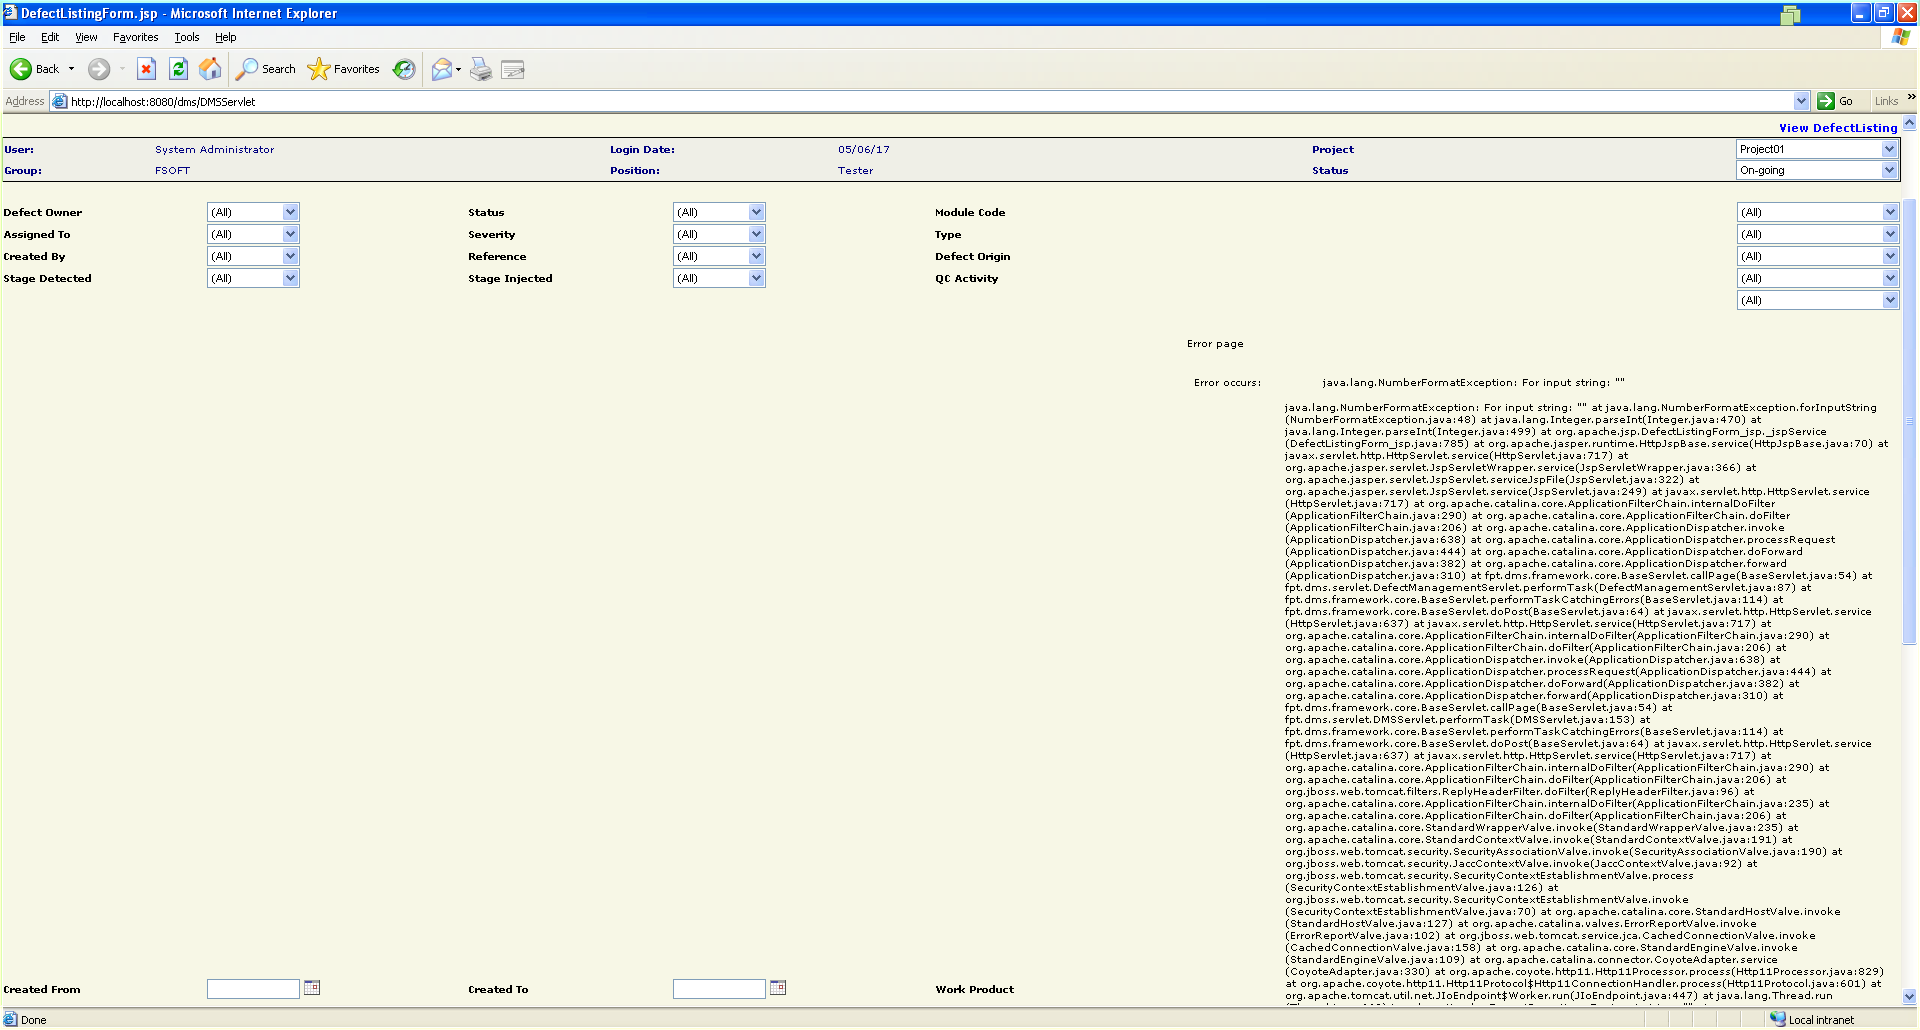 DefectListingForm.jsp - Microsoft Internet Explorer
File Edit View Favorites Tools Help
Back Search Favorites
Address http://localhost:8080/dms/DMSServlet Go Links »
View DefectListing
User: System Administrator Login Date: 05/06/17 Project Project01
Group: FSOFT Position: Tester Status On-going
Defect Owner (All) Status (All) Module Code (All)
Assigned To (All) Severity (All) Type (All)
Created By (All) Reference (All) Defect Origin (All)
Stage Detected (All) Stage Injected (All) QC Activity (All)
(All)
Error page
Error occurs: java.lang.NumberFormatException: For input string: ""
java.lang.NumberFormatException: For input string: "" at java.lang.NumberFormatException.forInputString
(NumberFormatException.java:48) at java.lang.Integer.parseInt(Integer.java:470) at
java.lang.Integer.parseInt(Integer.java:499) at org.apache.jsp.DefectListingForm_jsp._jspService
(DefectListingForm_jsp.java:785) at org.apache.jasper.runtime.HttpJspBase.service(HttpJspBase.java:70) at
javax.servlet.http.HttpServlet.service(HttpServlet.java:717) at
org.apache.jasper.servlet.JspServletWrapper.service(JspServletWrapper.java:366) at
org.apache.jasper.servlet.JspServlet.serviceJspFile(JspServlet.java:322) at
org.apache.jasper.servlet.JspServlet.service(JspServlet.java:249) at javax.servlet.http.HttpServlet.service
(HttpServlet.java:717) at org.apache.catalina.core.ApplicationFilterChain.internalDoFilter
(ApplicationFilterChain.java:290) at org.apache.catalina.core.ApplicationFilterChain.doFilter
(ApplicationFilterChain.java:206) at org.apache.catalina.core.ApplicationDispatcher.invoke
(ApplicationDispatcher.java:638) at org.apache.catalina.core.ApplicationDispatcher.processRequest
(ApplicationDispatcher.java:444) at org.apache.catalina.core.ApplicationDispatcher.doForward
(ApplicationDispatcher.java:382) at org.apache.catalina.core.ApplicationDispatcher.forward
(ApplicationDispatcher.java:310) at fpt.dms.framework.core.BaseServlet.callPage(BaseServlet.java:54) at
fpt.dms.servlet.DefectManagementServlet.performTask(DefectManagementServlet.java:87) at
fpt.dms.framework.core.BaseServlet.performTaskCatchingErrors(BaseServlet.java:114) at
fpt.dms.framework.core.BaseServlet.doPost(BaseServlet.java:64) at javax.servlet.http.HttpServlet.service
(HttpServlet.java:637) at javax.servlet.http.HttpServlet.service(HttpServlet.java:717) at
org.apache.catalina.core.ApplicationFilterChain.internalDoFilter(ApplicationFilterChain.java:290) at
org.apache.catalina.core.ApplicationFilterChain.doFilter(ApplicationFilterChain.java:206) at
org.apache.catalina.core.ApplicationDispatcher.invoke(ApplicationDispatcher.java:638) at
org.apache.catalina.core.ApplicationDispatcher.processRequest(ApplicationDispatcher.java:444) at
org.apache.catalina.core.ApplicationDispatcher.doForward(ApplicationDispatcher.java:382) at
org.apache.catalina.core.ApplicationDispatcher.forward(ApplicationDispatcher.java:310) at
fpt.dms.framework.core.BaseServlet.callPage(BaseServlet.java:54) at
fpt.dms.servlet.DMSServlet.performTask(DMSServlet.java:153) at
fpt.dms.framework.core.BaseServlet.performTaskCatchingErrors(BaseServlet.java:114) at
fpt.dms.framework.core.BaseServlet.doPost(BaseServlet.java:64) at javax.servlet.http.HttpServlet.service
(HttpServlet.java:637) at javax.servlet.http.HttpServlet.service(HttpServlet.java:717) at
org.apache.catalina.core.ApplicationFilterChain.internalDoFilter(ApplicationFilterChain.java:290) at
org.apache.catalina.core.ApplicationFilterChain.doFilter(ApplicationFilterChain.java:206) at
org.jboss.web.tomcat.filters.ReplyHeaderFilter.doFilter(ReplyHeaderFilter.java:96) at
org.apache.catalina.core.ApplicationFilterChain.internalDoFilter(ApplicationFilterChain.java:235) at
org.apache.catalina.core.ApplicationFilterChain.doFilter(ApplicationFilterChain.java:206) at
org.apache.catalina.core.StandardWrapperValve.invoke(StandardWrapperValve.java:235) at
org.apache.catalina.core.StandardContextValve.invoke(StandardContextValve.java:191) at
org.jboss.web.tomcat.security.SecurityAssociationValve.invoke(SecurityAssociationValve.java:190) at
org.jboss.web.tomcat.security.JaccContextValve.invoke(JaccContextValve.java:92) at
org.jboss.web.tomcat.security.SecurityContextEstablishmentValve.process
(SecurityContextEstablishmentValve.java:126) at
org.jboss.web.tomcat.security.SecurityContextEstablishmentValve.invoke
(SecurityContextEstablishmentValve.java:70) at org.apache.catalina.core.StandardHostValve.invoke
(StandardHostValve.java:127) at org.apache.catalina.valves.ErrorReportValve.invoke
(ErrorReportValve.java:102) at org.jboss.web.tomcat.service.jca.CachedConnectionValve.invoke
(CachedConnectionValve.java:158) at org.apache.catalina.core.StandardEngineValve.invoke
(StandardEngineValve.java:109) at org.apache.catalina.connector.CoyoteAdapter.service
(CoyoteAdapter.java:330) at org.apache.coyote.http11.Http11Processor.process(Http11Processor.java:829)
at org.apache.coyote.http11.Http11Protocol$Http11ConnectionHandler.process(Http11Protocol.java:601) at
org.apache.tomcat.util.net.JIoEndpoint$Worker.run(JIoEndpoint.java:447) at java.lang.Thread.run
Created From Created To Work Product
Done Local intranet